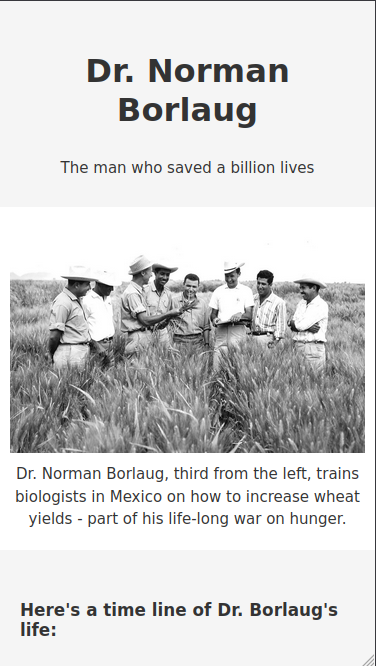 Dr. Norman
Borlaug
The man who saved a billion lives
Dr. Norman Borlaug, third from the left, trains
biologists in Mexico on how to increase wheat
yields - part of his life-long war on hunger.
Here's a time line of Dr. Borlaug's
life: